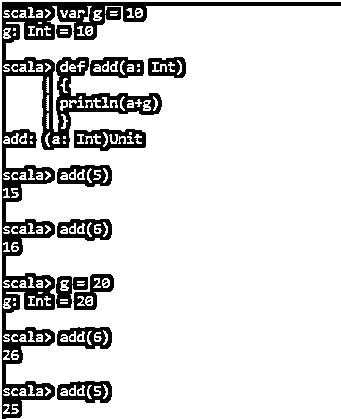 scala> var g = 10
g: Int = 10
scala> def add(a: Int)
| {
| println(a+g)
| }
add: (a: Int)Unit
scala> add(5)
15
scala> add(6)
16
scala> g = 20
g: Int = 20
scala> add(6)
26
scala> add(5)
25